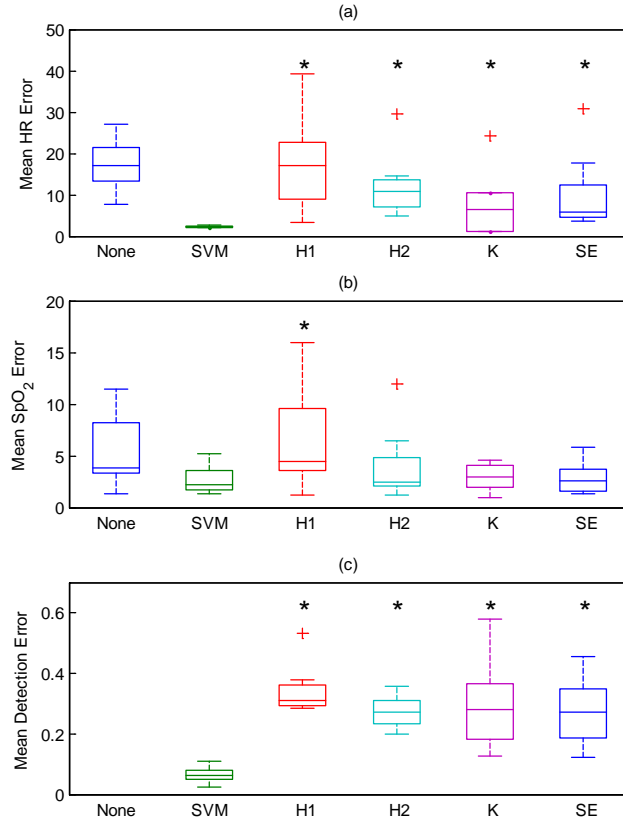 (a)
50
40
30
20
10
0
Mean HR Error
* * * *
None SVM H1 H2 K SE
(b)
20
15
10
5
0
Mean SpO2 Error
*
None SVM H1 H2 K SE
(c)
0.6
0.4
0.2
0
Mean Detection Error
* * * *
None SVM H1 H2 K SE